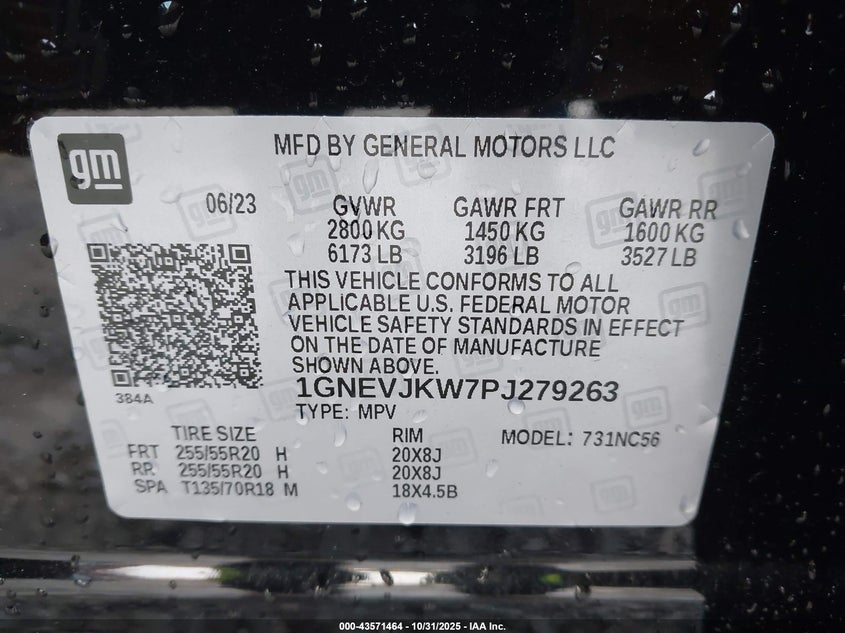 gm
MFD BY GENERAL MOTORS LLC
06/23 GVWR GAWR FRT GAWR RR
2800 KG 1450 KG 1600 KG
6173 LB 3196 LB 3527 LB
THIS VEHICLE CONFORMS TO ALL
APPLICABLE U.S. FEDERAL MOTOR
VEHICLE SAFETY STANDARDS IN EFFECT
ON THE DATE OF MANUFACTURE
SHOWN ABOVE.
1GNEVJKW7PJ279263
384A
TYPE: MPV
TIRE SIZE RIM MODEL: 731NC56
FRT 255/55R20 H 20X8J
RR 255/55R20 H 20X8J
SPA T135/70R18 M 18X4.5B
000-43571464 - 10/31/2025 - IAA Inc.